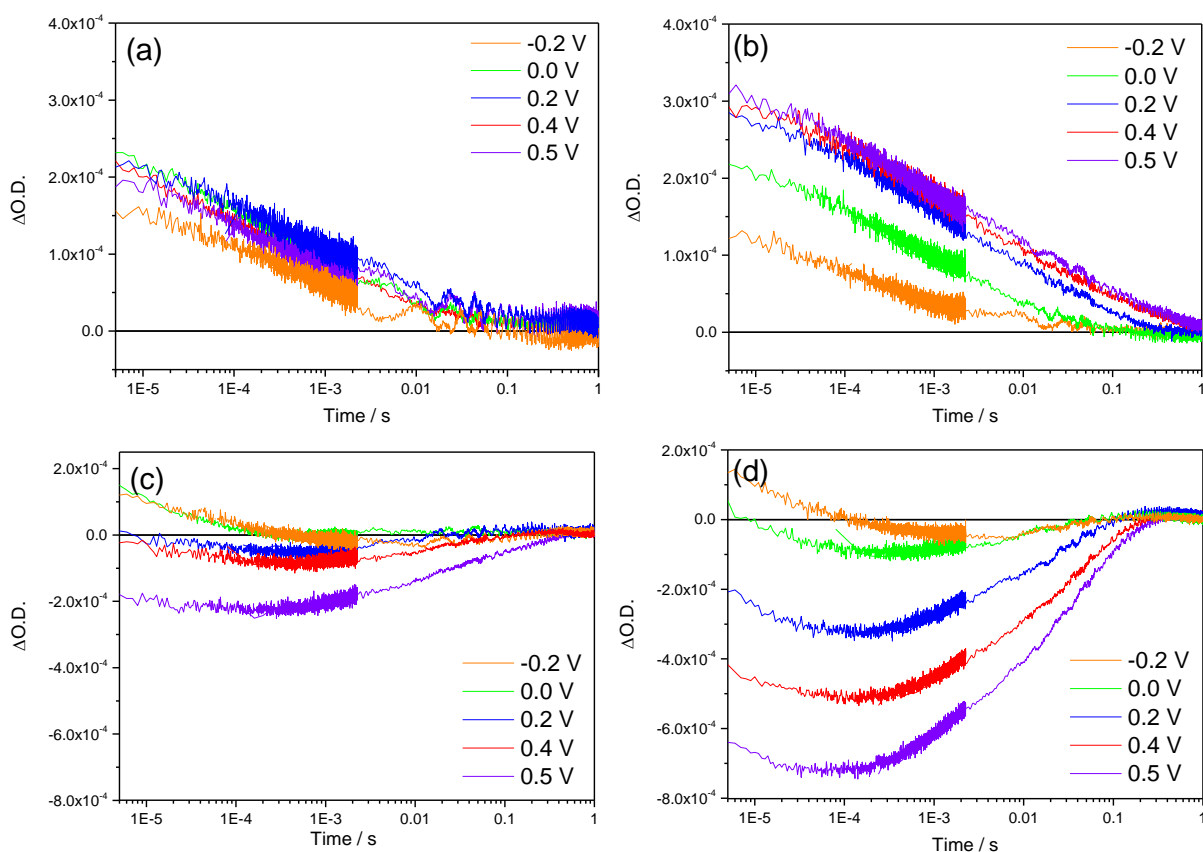 (a)
4.0x10⁻⁴
3.0x10⁻⁴
2.0x10⁻⁴
1.0x10⁻⁴
0.0
ΔO.D.
-0.2 V
0.0 V
0.2 V
0.4 V
0.5 V
1E-5 1E-4 1E-3 0.01 0.1 1
Time / s
(b)
4.0x10⁻⁴
3.0x10⁻⁴
2.0x10⁻⁴
1.0x10⁻⁴
0.0
ΔO.D.
-0.2 V
0.0 V
0.2 V
0.4 V
0.5 V
1E-5 1E-4 1E-3 0.01 0.1 1
Time / s
(c)
2.0x10⁻⁴
0.0
-2.0x10⁻⁴
-4.0x10⁻⁴
-6.0x10⁻⁴
-8.0x10⁻⁴
ΔO.D.
-0.2 V
0.0 V
0.2 V
0.4 V
0.5 V
1E-5 1E-4 1E-3 0.01 0.1 1
Time / s
(d)
2.0x10⁻⁴
0.0
-2.0x10⁻⁴
-4.0x10⁻⁴
-6.0x10⁻⁴
-8.0x10⁻⁴
ΔO.D.
-0.2 V
0.0 V
0.2 V
0.4 V
0.5 V
1E-5 1E-4 1E-3 0.01 0.1 1
Time / s